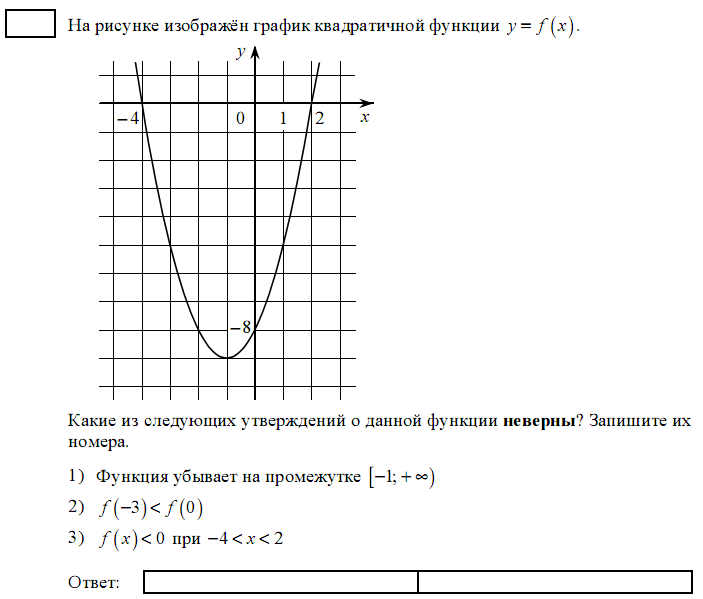 На рисунке изображён график квадратичной функции y = f(x).
y
−4 0 1 2 x
−8
Какие из следующих утверждений о данной функции неверны? Запишите их
номера.
1) Функция убывает на промежутке [−1; +∞)
2) f(−3) < f(0)
3) f(x) < 0 при −4 < x < 2
Ответ: